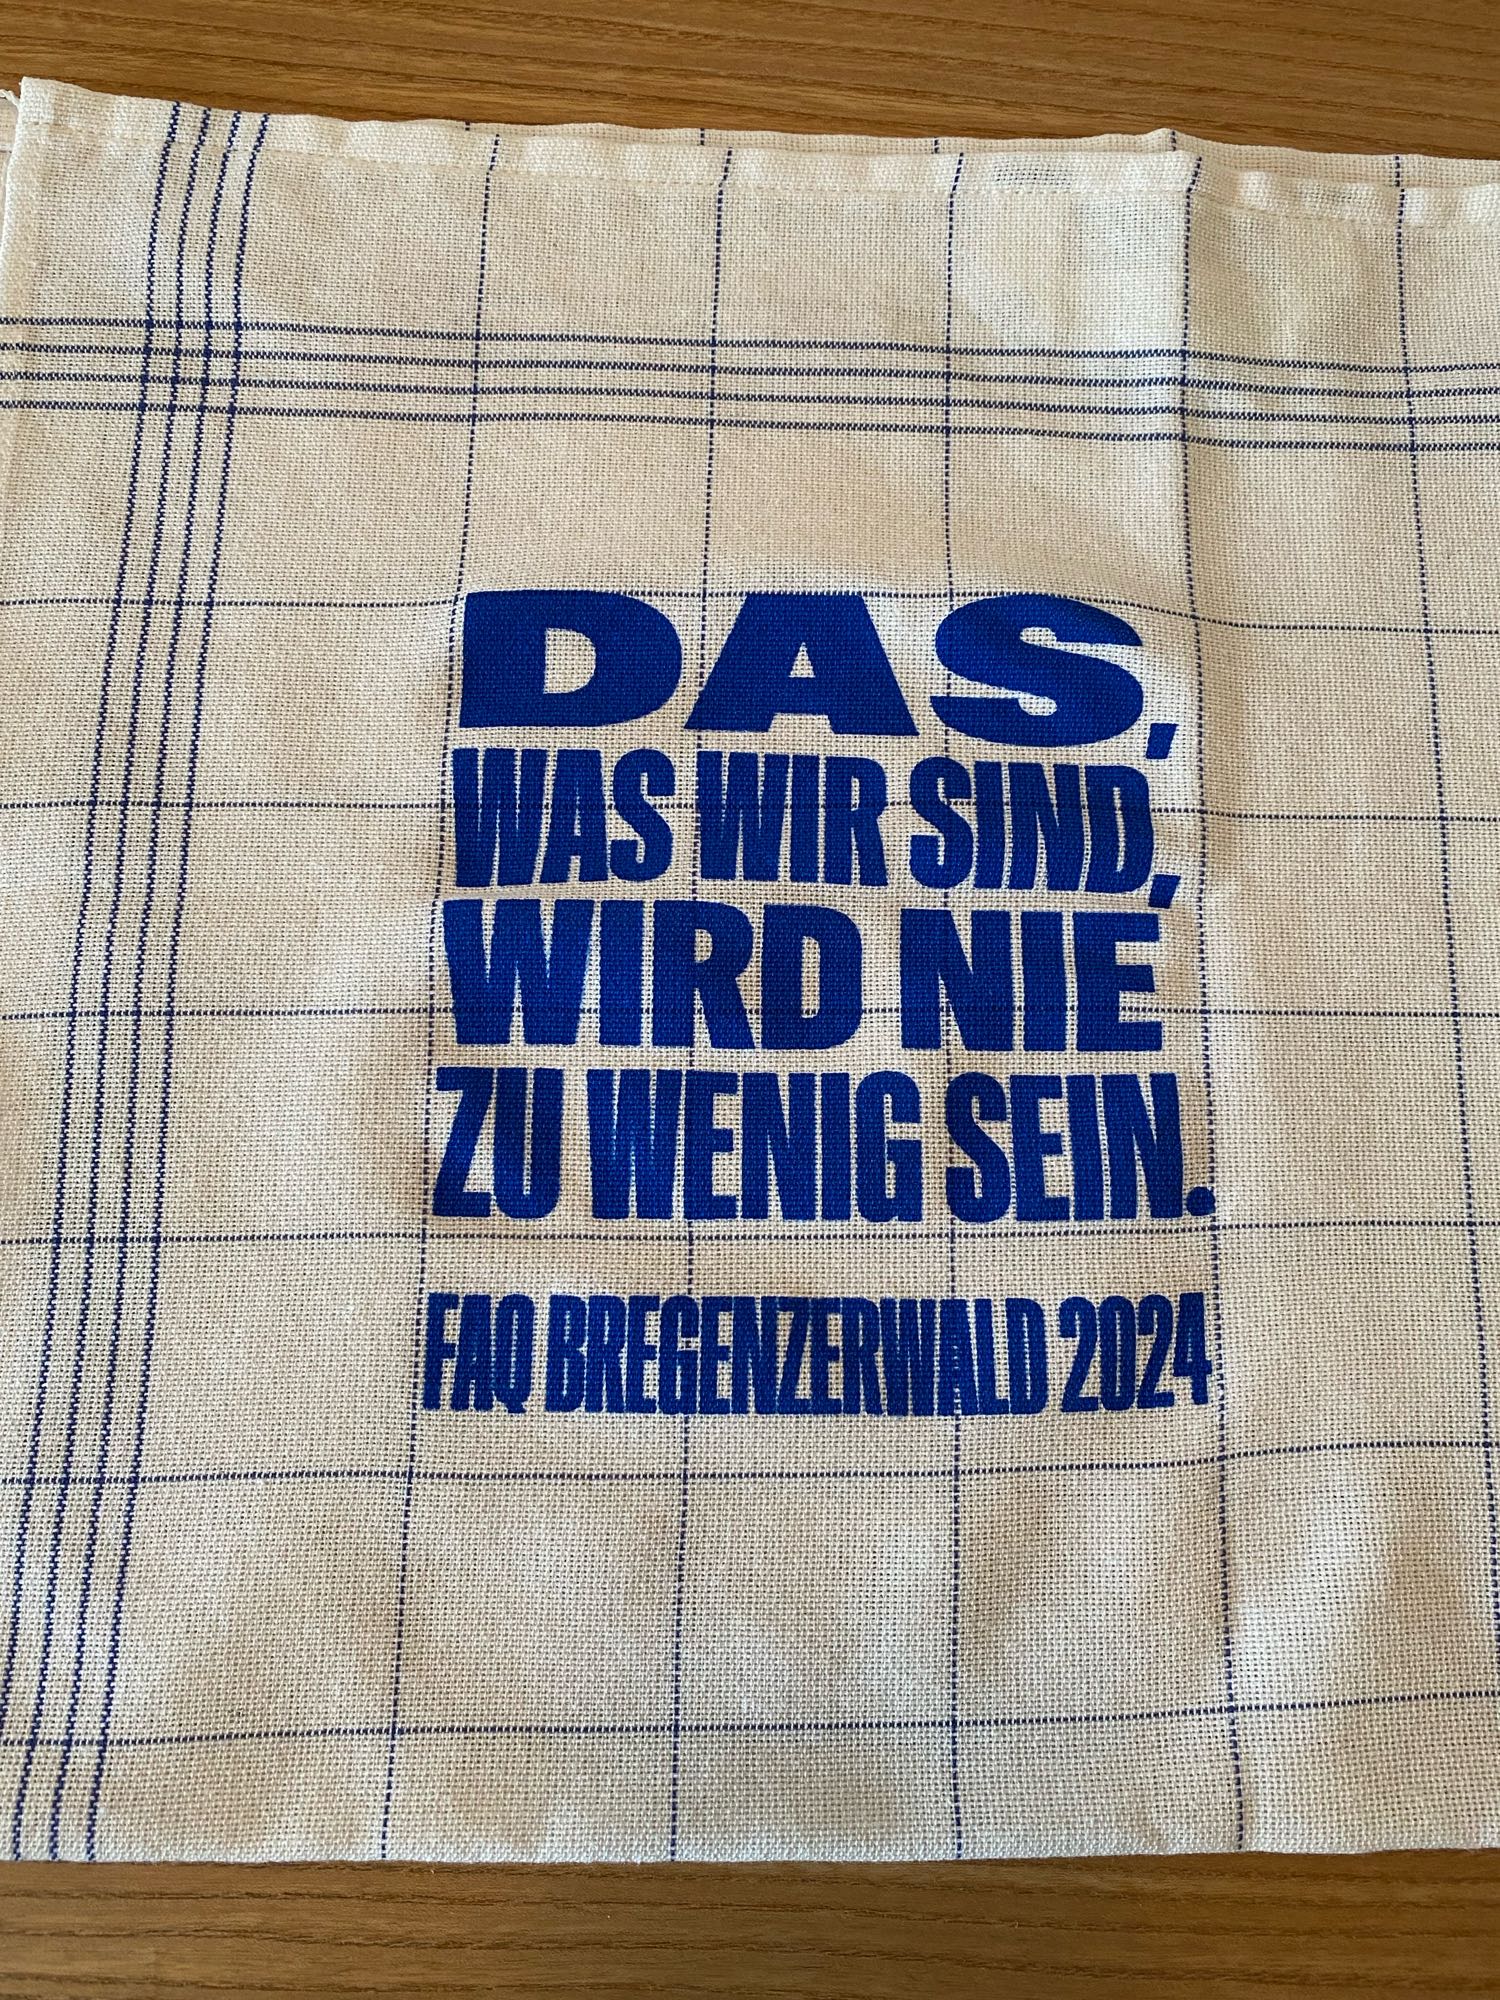 DAS,
WAS WIR SIND,
WIRD NIE
ZU WENIG SEIN.
FAQ BREGENZERWALD 2024